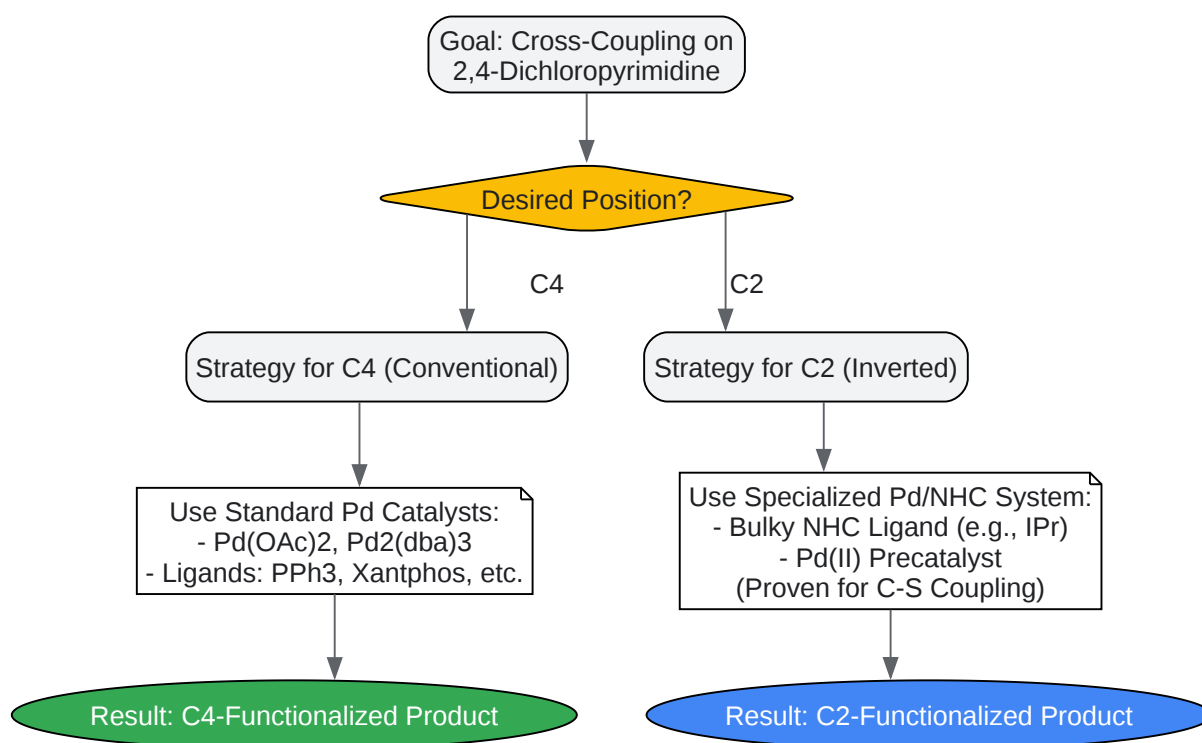 Goal: Cross-Coupling on
2,4-Dichloropyrimidine
Desired Position?
C4
C2
Strategy for C4 (Conventional)
Strategy for C2 (Inverted)
Use Standard Pd Catalysts:
- Pd(OAc)2, Pd2(dba)3
- Ligands: PPh3, Xantphos, etc.
Use Specialized Pd/NHC System:
- Bulky NHC Ligand (e.g., IPr)
- Pd(II) Precatalyst
(Proven for C-S Coupling)
Result: C4-Functionalized Product
Result: C2-Functionalized Product